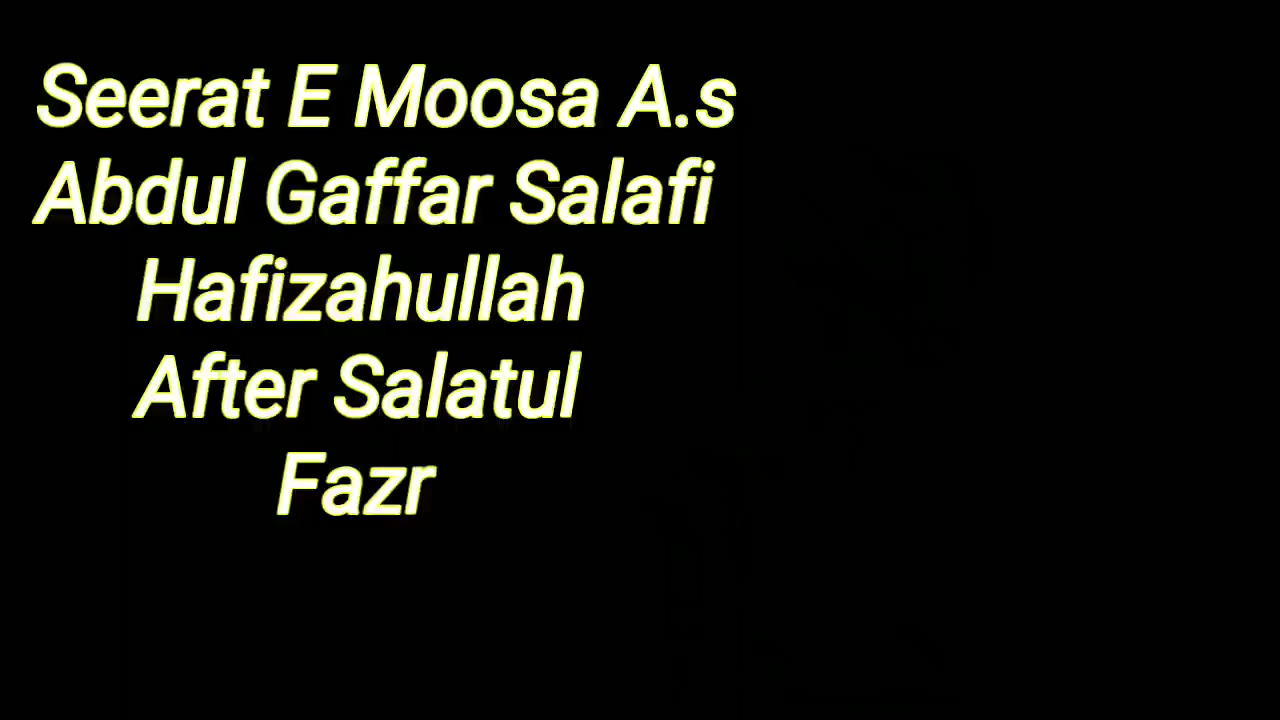 Seerat E Moosa A.s
Abdul Gaffar Salafi
Hafizahullah
After Salatul
Fazr